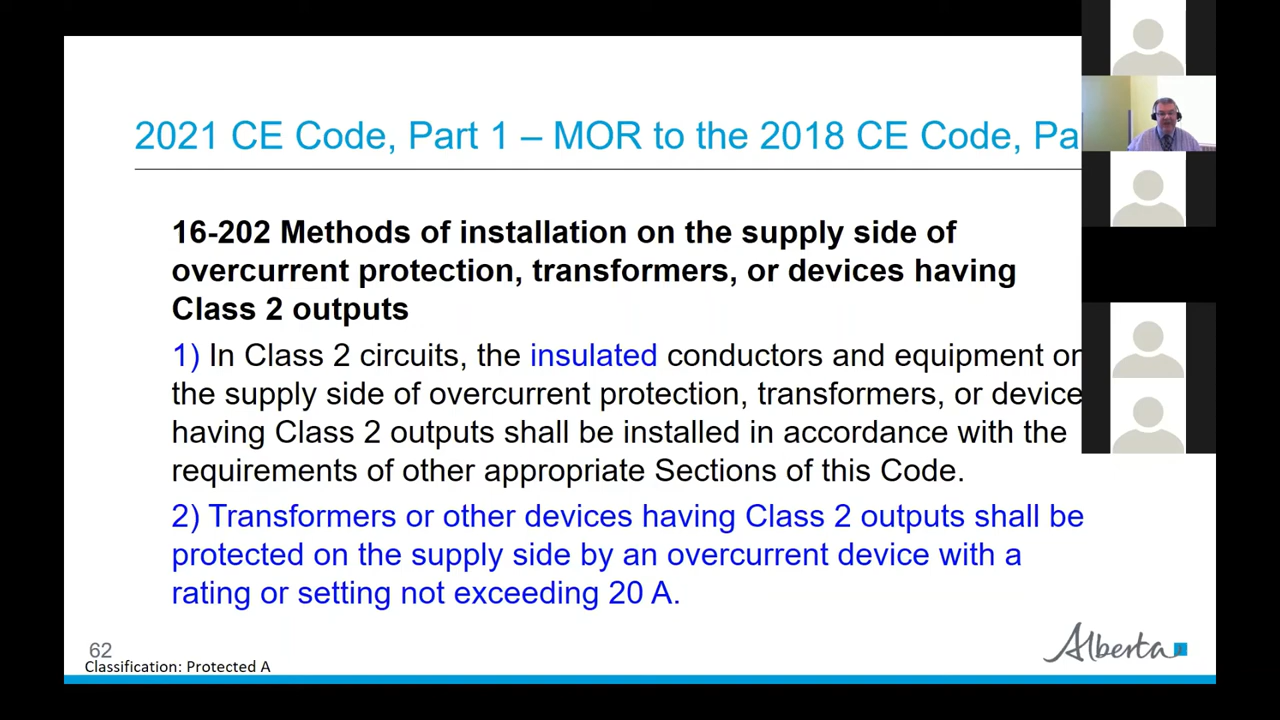 2021 CE Code, Part 1 – MOR to the 2018 CE Code, Pa
16-202 Methods of installation on the supply side of
overcurrent protection, transformers, or devices having
Class 2 outputs
1) In Class 2 circuits, the insulated conductors and equipment on
the supply side of overcurrent protection, transformers, or device
having Class 2 outputs shall be installed in accordance with the
requirements of other appropriate Sections of this Code.
2) Transformers or other devices having Class 2 outputs shall be
protected on the supply side by an overcurrent device with a
rating or setting not exceeding 20 A.
62
Classification: Protected A
Alberta